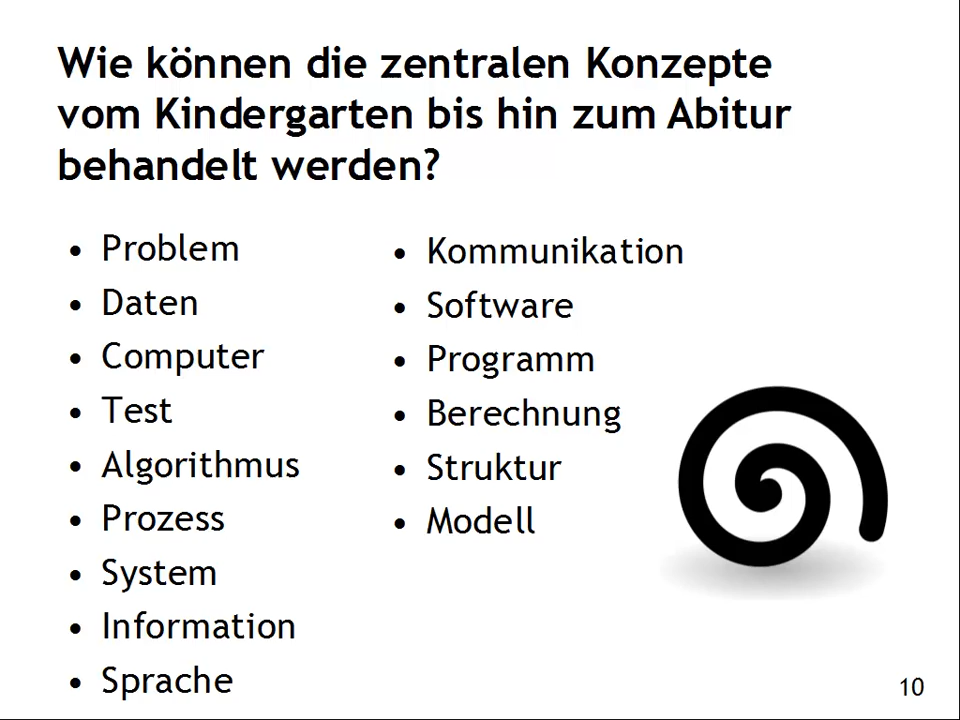 Wie können die zentralen Konzepte
vom Kindergarten bis hin zum Abitur
behandelt werden?
• Problem
• Daten
• Computer
• Test
• Algorithmus
• Prozess
• System
• Information
• Sprache
• Kommunikation
• Software
• Programm
• Berechnung
• Struktur
• Modell
10